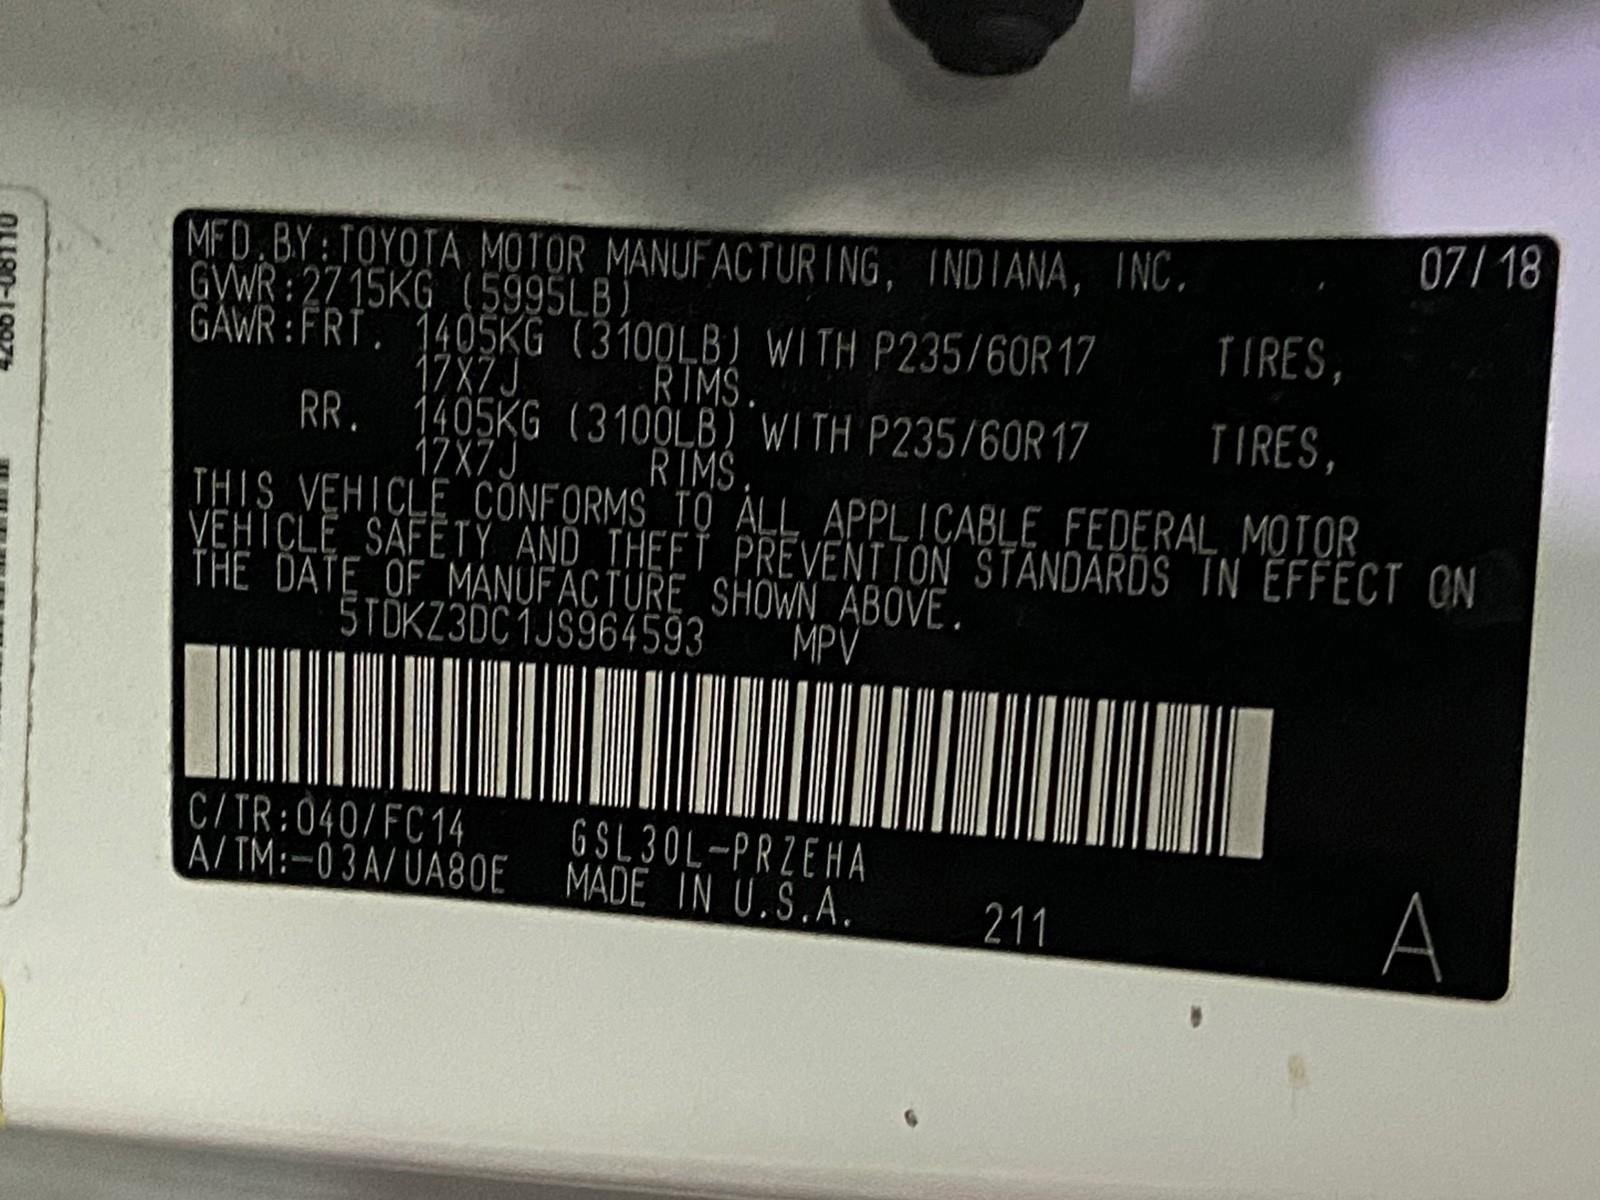 MFD.BY:TOYOTA MOTOR MANUFACTURING, INDIANA, INC. 07/18
GVWR:2715KG (5995LB)
GAWR:FRT. 1405KG (3100LB) WITH P235/60R17 TIRES,
17X7J RIMS.
RR. 1405KG (3100LB) WITH P235/60R17 TIRES,
17X7J RIMS.
THIS VEHICLE CONFORMS TO ALL APPLICABLE FEDERAL MOTOR
VEHICLE SAFETY AND THEFT PREVENTION STANDARDS IN EFFECT ON
THE DATE OF MANUFACTURE SHOWN ABOVE.
5TDKZ3DC1JS964593 MPV
C/TR:040/FC14 GSL30L-PRZEHA
A/TM:-03A/UA80E MADE IN U.S.A. 211 A
42661-08110